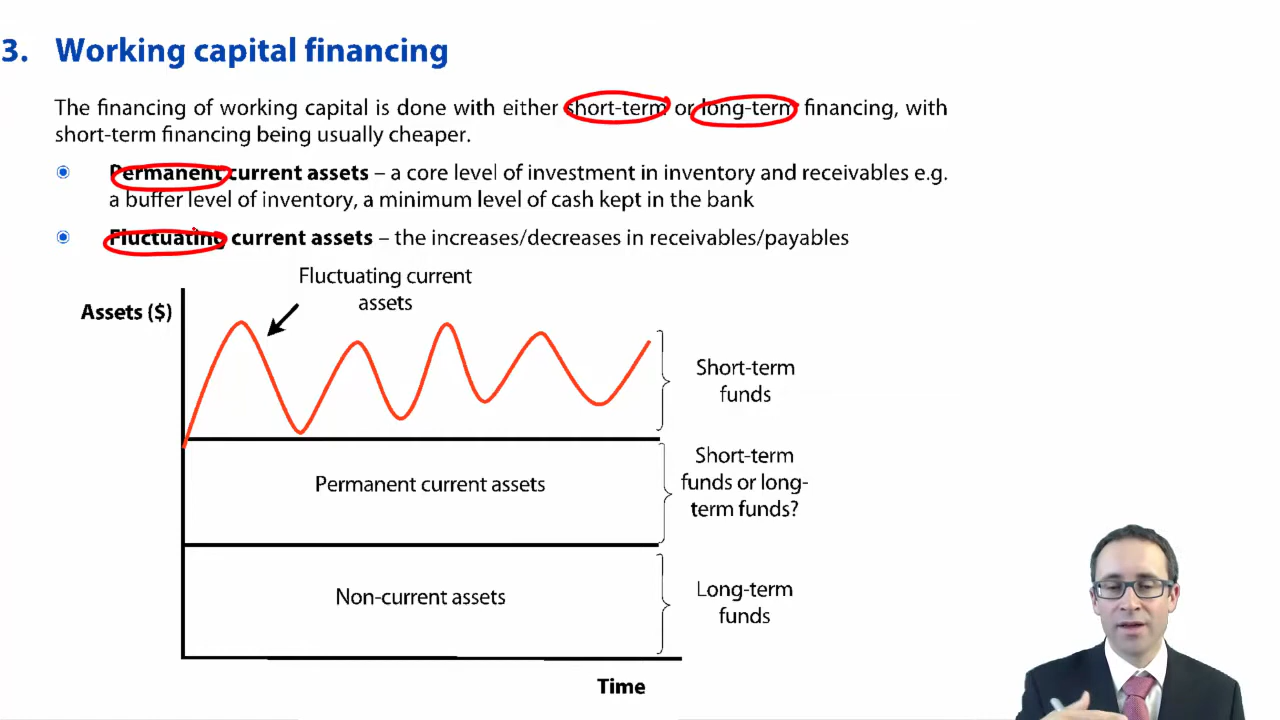 3. Working capital financing
The financing of working capital is done with either short-term or long-term financing, with
short-term financing being usually cheaper.
Permanent current assets – a core level of investment in inventory and receivables e.g.
a buffer level of inventory, a minimum level of cash kept in the bank
Fluctuating current assets – the increases/decreases in receivables/payables
Fluctuating current
assets
Assets ($)
Short-term
funds
Short-term
funds or long-
term funds?
Permanent current assets
Non-current assets
Long-term
funds
Time